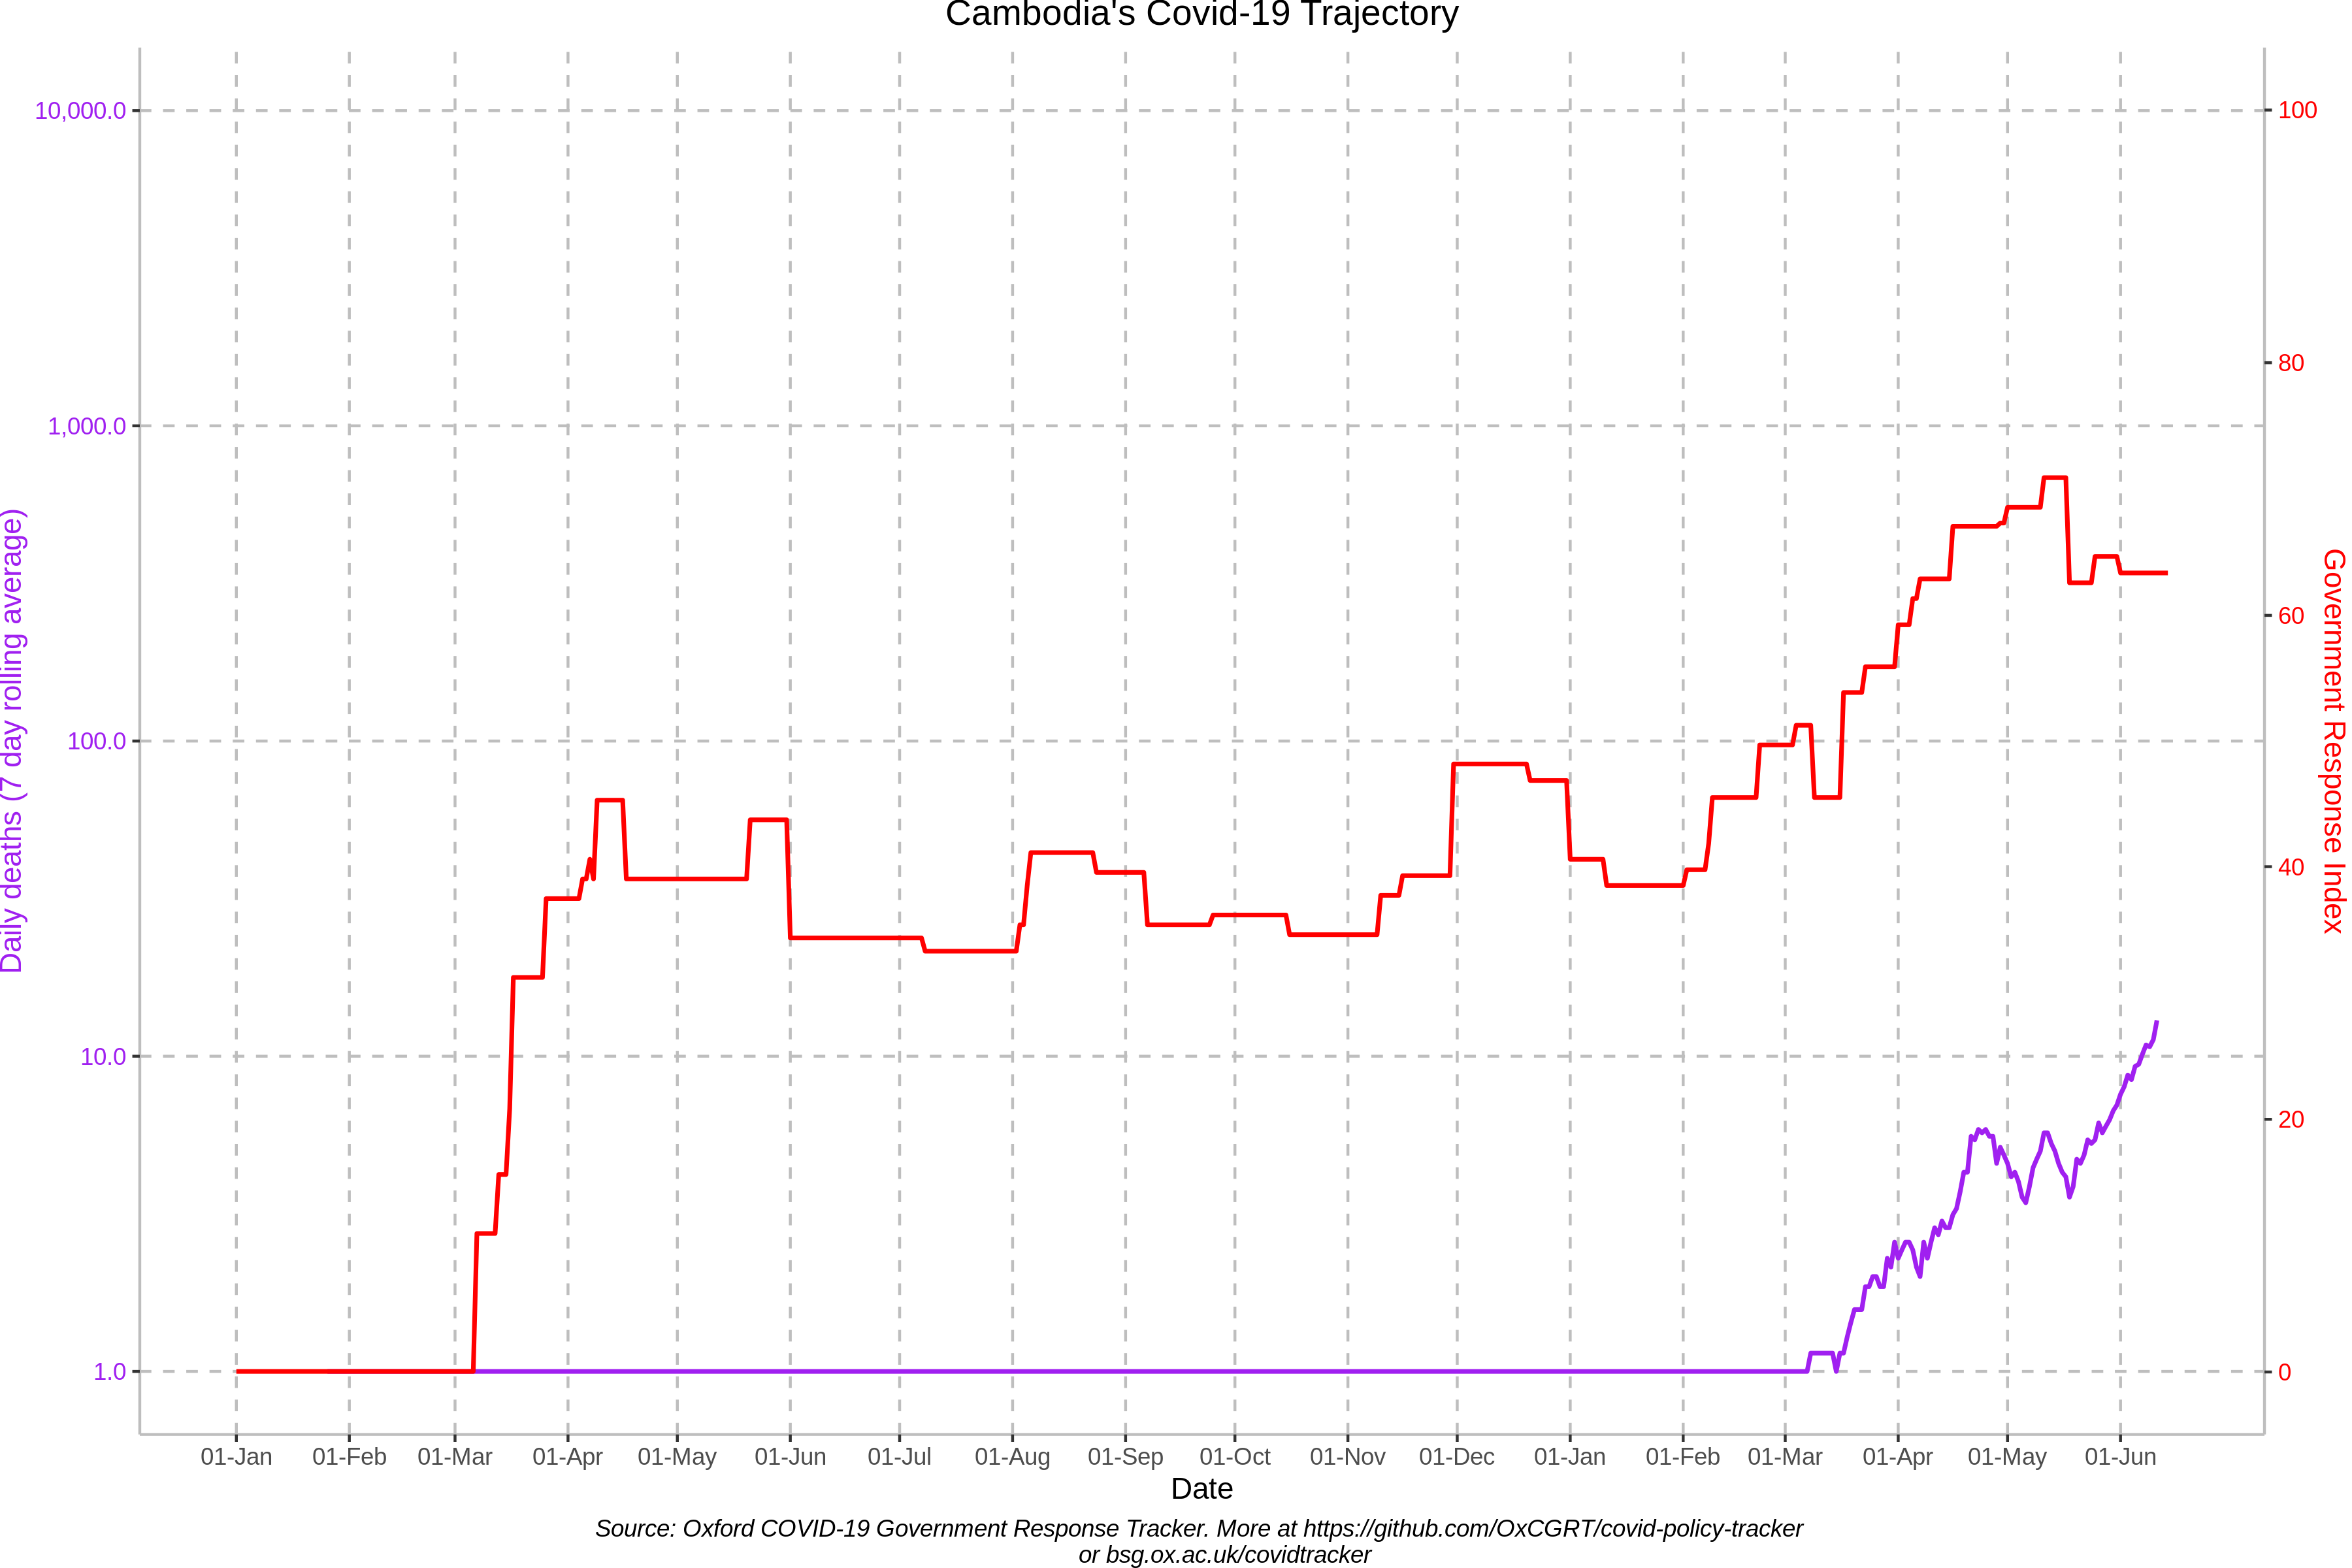 Cambodia's Covid-19 Trajectory
10,000.0
1,000.0
100.0
10.0
1.0
Daily deaths (7 day rolling average)
100
80
60
40
20
0
Government Response Index
01-Jan 01-Feb 01-Mar 01-Apr 01-May 01-Jun 01-Jul 01-Aug 01-Sep 01-Oct 01-Nov 01-Dec 01-Jan 01-Feb 01-Mar 01-Apr 01-May 01-Jun
Date
Source: Oxford COVID-19 Government Response Tracker. More at https://github.com/OxCGRT/covid-policy-tracker
or bsg.ox.ac.uk/covidtracker